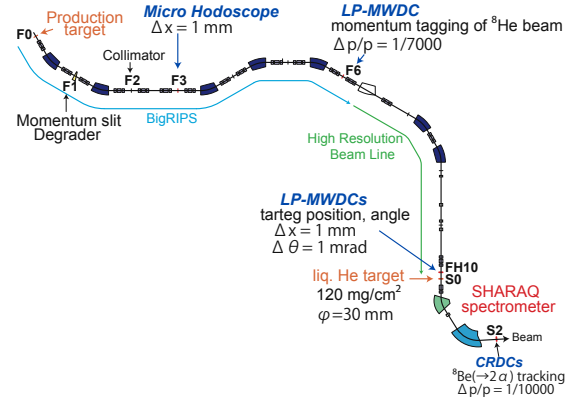 Production
target
F0
Micro Hodoscope
Δx = 1 mm
LP-MWDC
momentum tagging of ⁸He beam
Δp/p = 1/7000
Collimator
F1
F2
F3
F6
Momentum slit
Degrader
BigRIPS
High Resolution
Beam Line
LP-MWDCs
tarteg position, angle
Δx = 1 mm
Δθ = 1 mrad
liq. He target
120 mg/cm²
φ=30 mm
FH10
S0
SHARAQ
spectrometer
S2
Beam
CRDCs
⁸Be(→2α) tracking
Δp/p = 1/10000